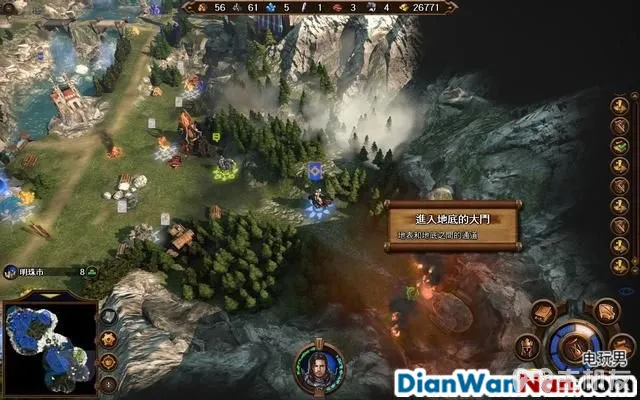 56 61 5 1 3 4 26771
進入地底的大門
地表和地底之間的通道
明珠市 8
电玩男
DianWanNan.com